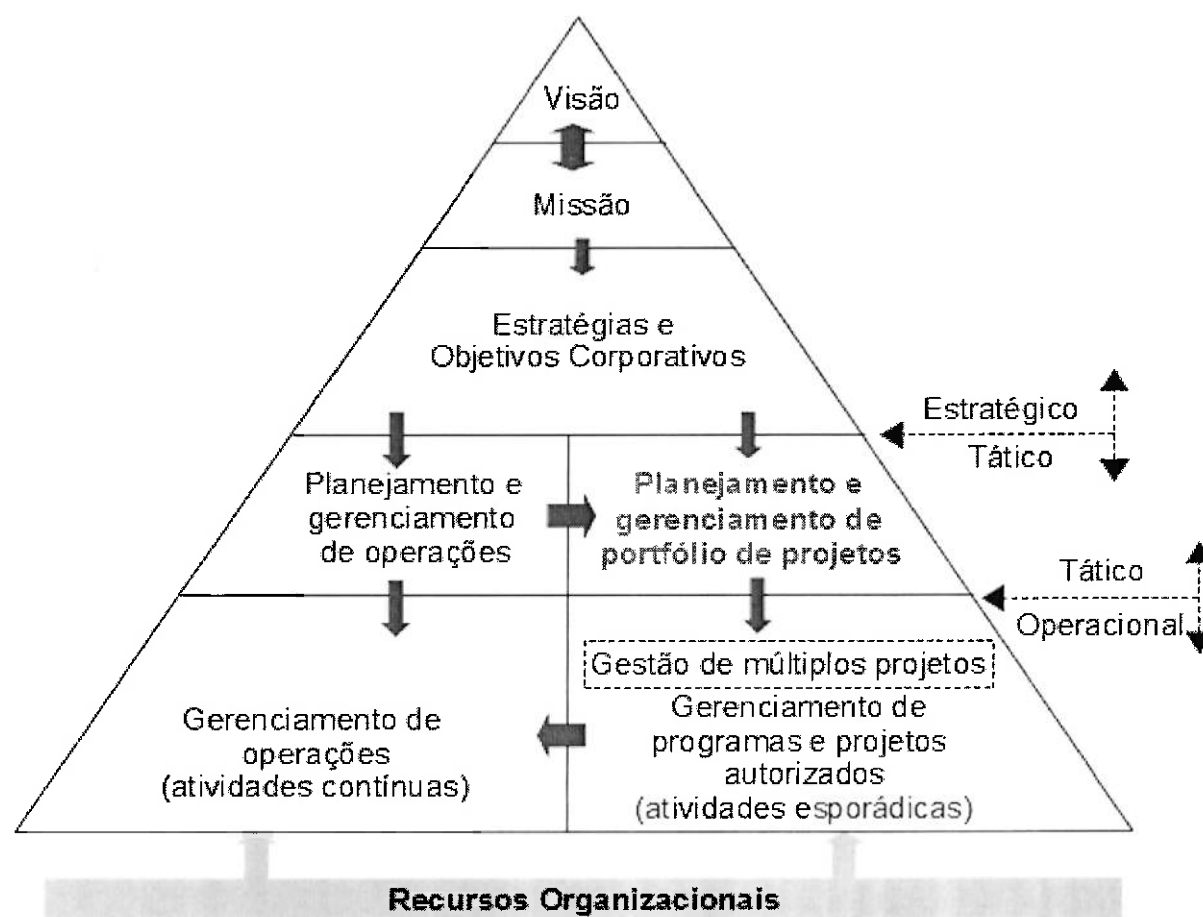 Visão
Missão
Estratégias e
Objetivos Corporativos
Estratégico
Tático
Planejamento e
gerenciamento
de operações
Planejamento e
gerenciamento de
portfólio de projetos
Tático
Operacional
Gestão de múltiplos projetos
Gerenciamento de
operações
(atividades contínuas)
Gerenciamento de
programas e projetos
autorizados
(atividades esporádicas)
Recursos Organizacionais